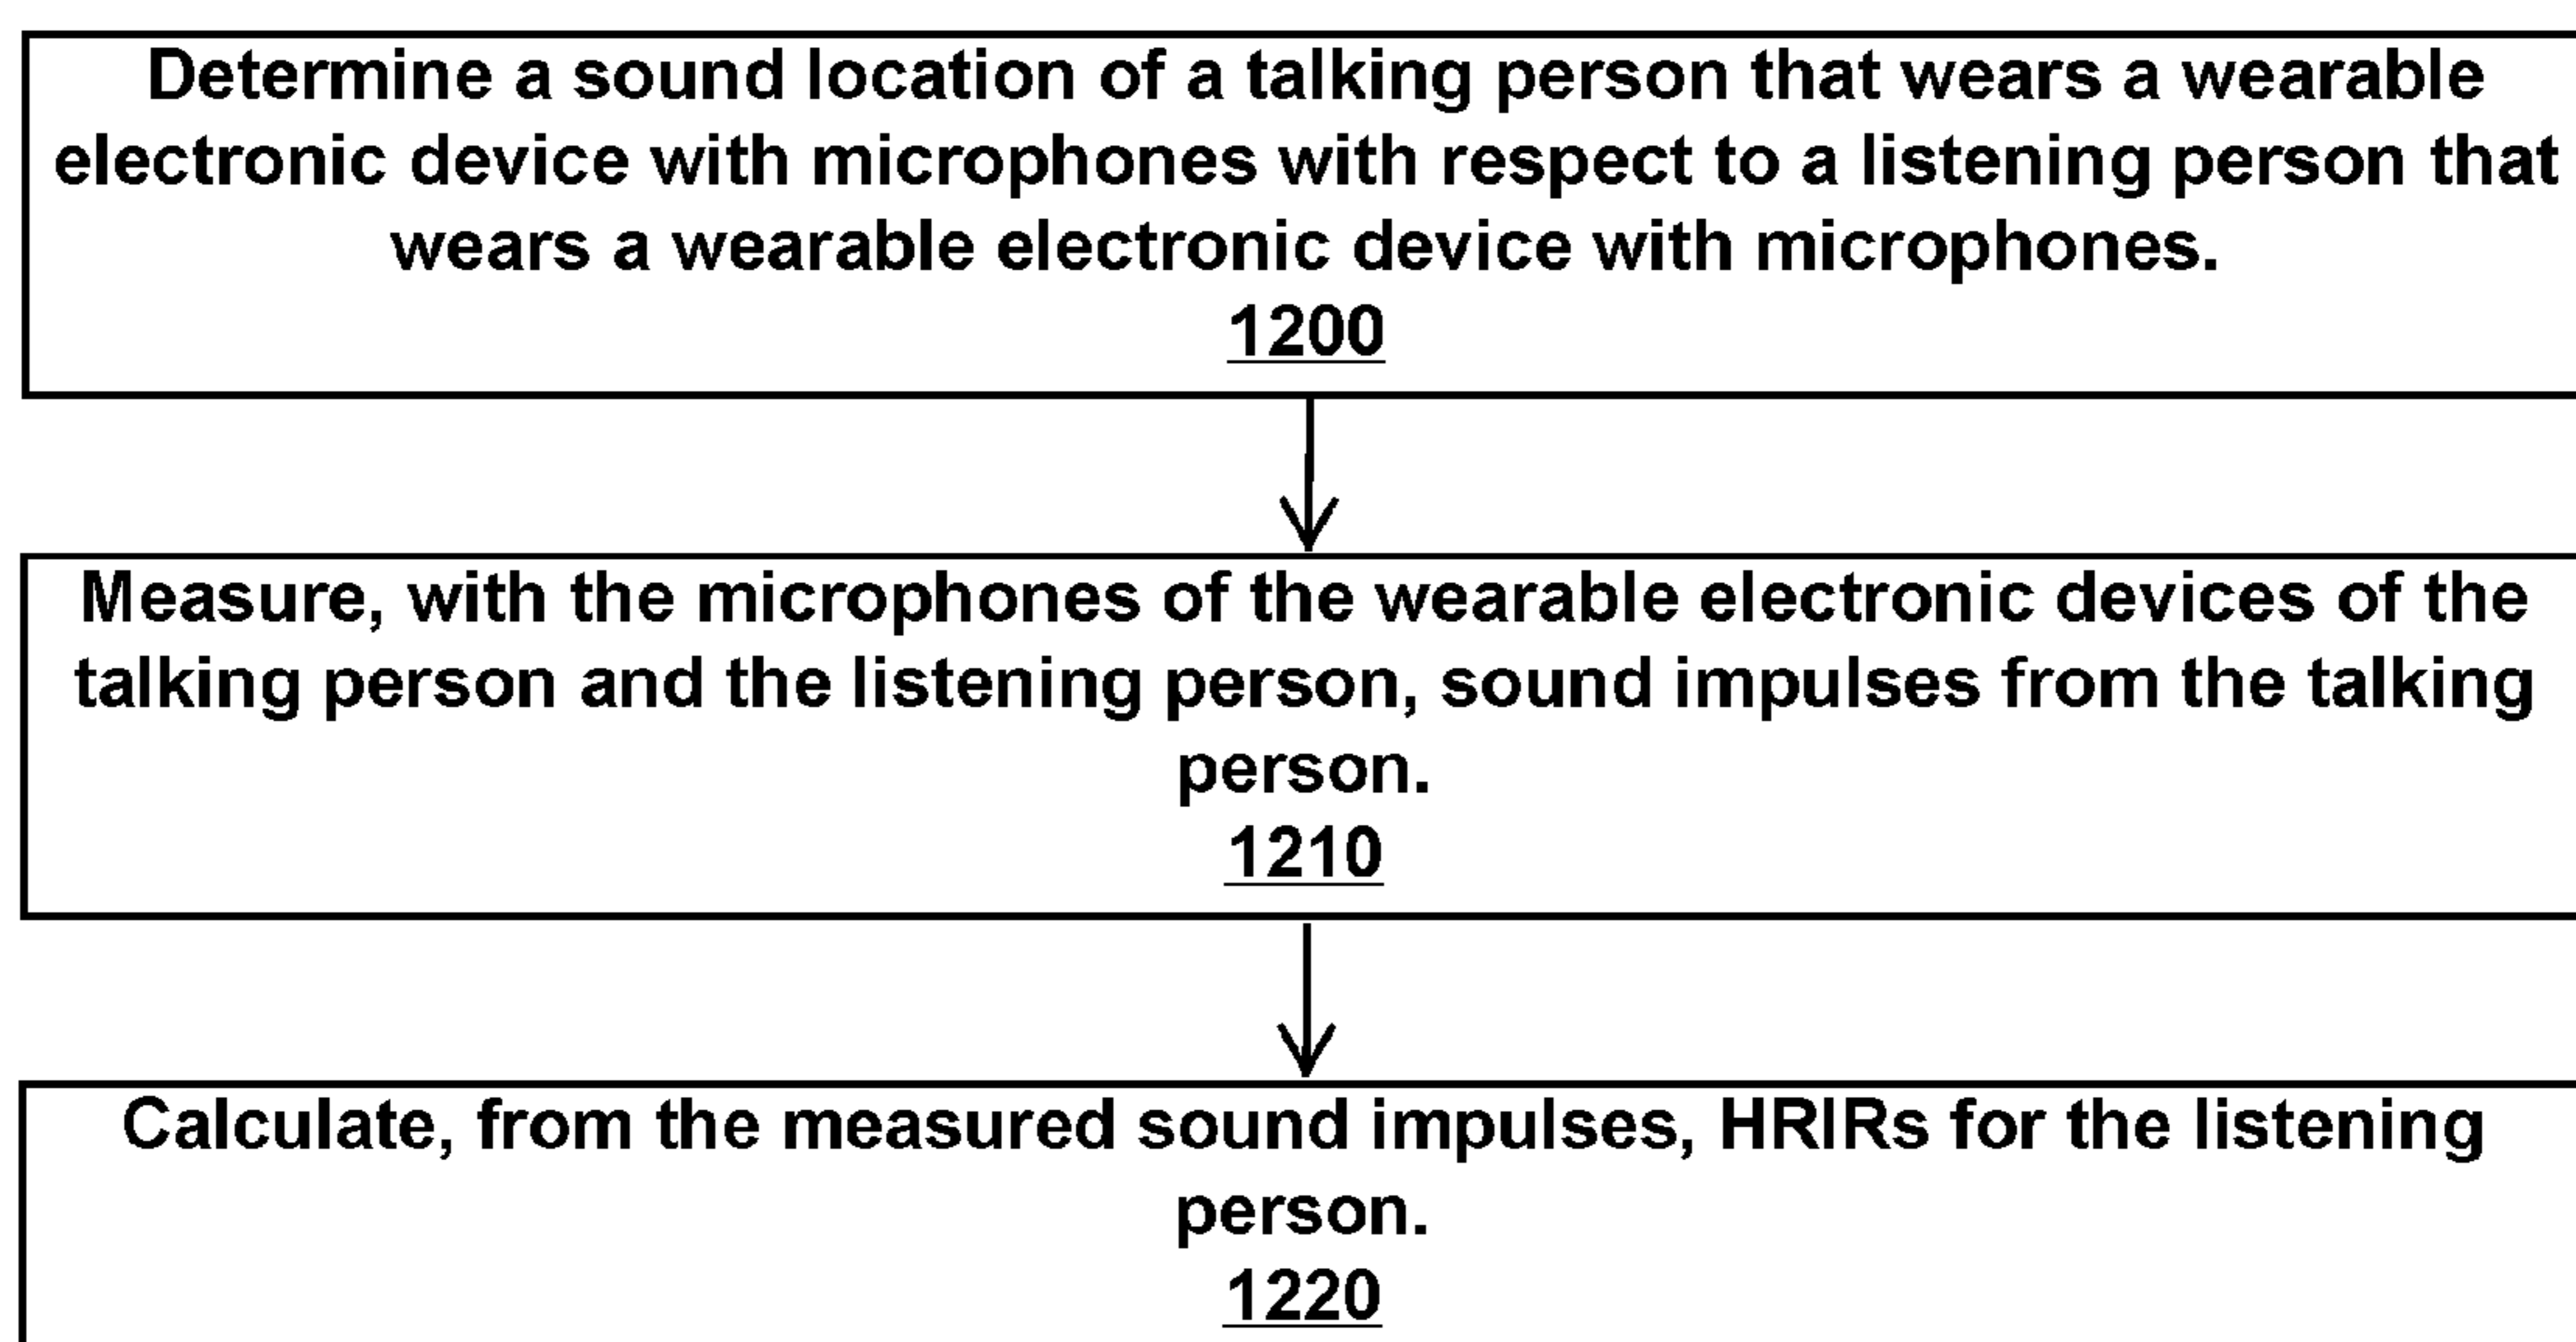 Determine a sound location of a talking person that wears a wearable
electronic device with microphones with respect to a listening person that
wears a wearable electronic device with microphones.
1200
Measure, with the microphones of the wearable electronic devices of the
talking person and the listening person, sound impulses from the talking
person.
1210
Calculate, from the measured sound impulses, HRIRs for the listening
person.
1220